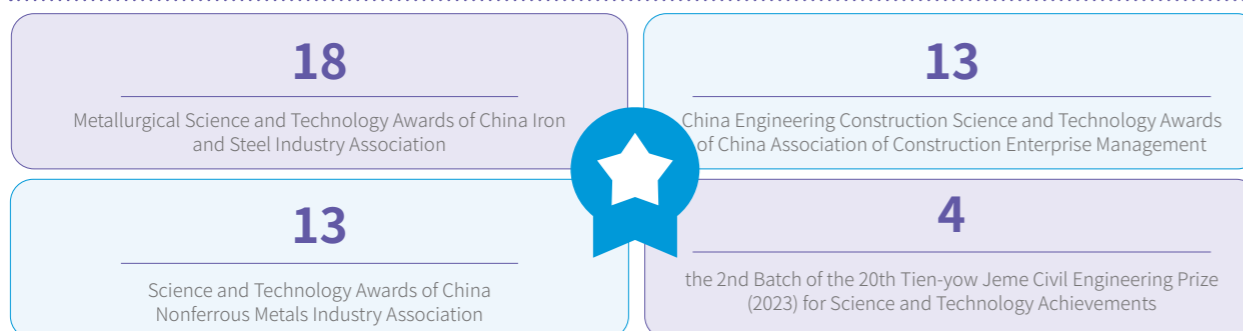 18
Metallurgical Science and Technology Awards of China Iron
and Steel Industry Association
13
China Engineering Construction Science and Technology Awards
of China Association of Construction Enterprise Management
13
Science and Technology Awards of China
Nonferrous Metals Industry Association
4
the 2nd Batch of the 20th Tien-yow Jeme Civil Engineering Prize
(2023) for Science and Technology Achievements